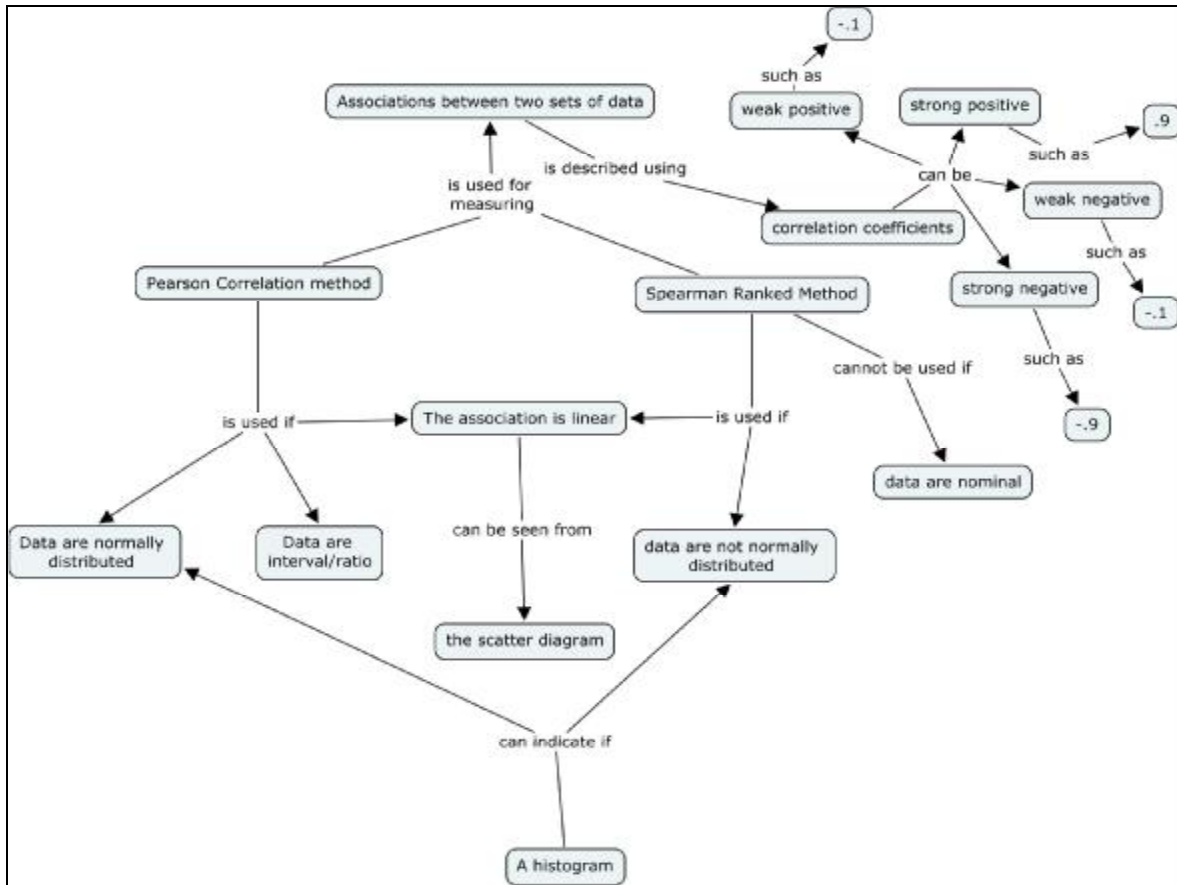 -.1
such as
Associations between two sets of data
weak positive
strong positive
.9
such as
is described using
can be
is used for
measuring
weak negative
correlation coefficients
such as
Pearson Correlation method
Spearman Ranked Method
strong negative
-.1
such as
cannot be used if
is used if
The association is linear
is used if
-.9
data are nominal
can be seen from
Data are normally
distributed
Data are
interval/ratio
data are not normally
distributed
the scatter diagram
can indicate if
A histogram